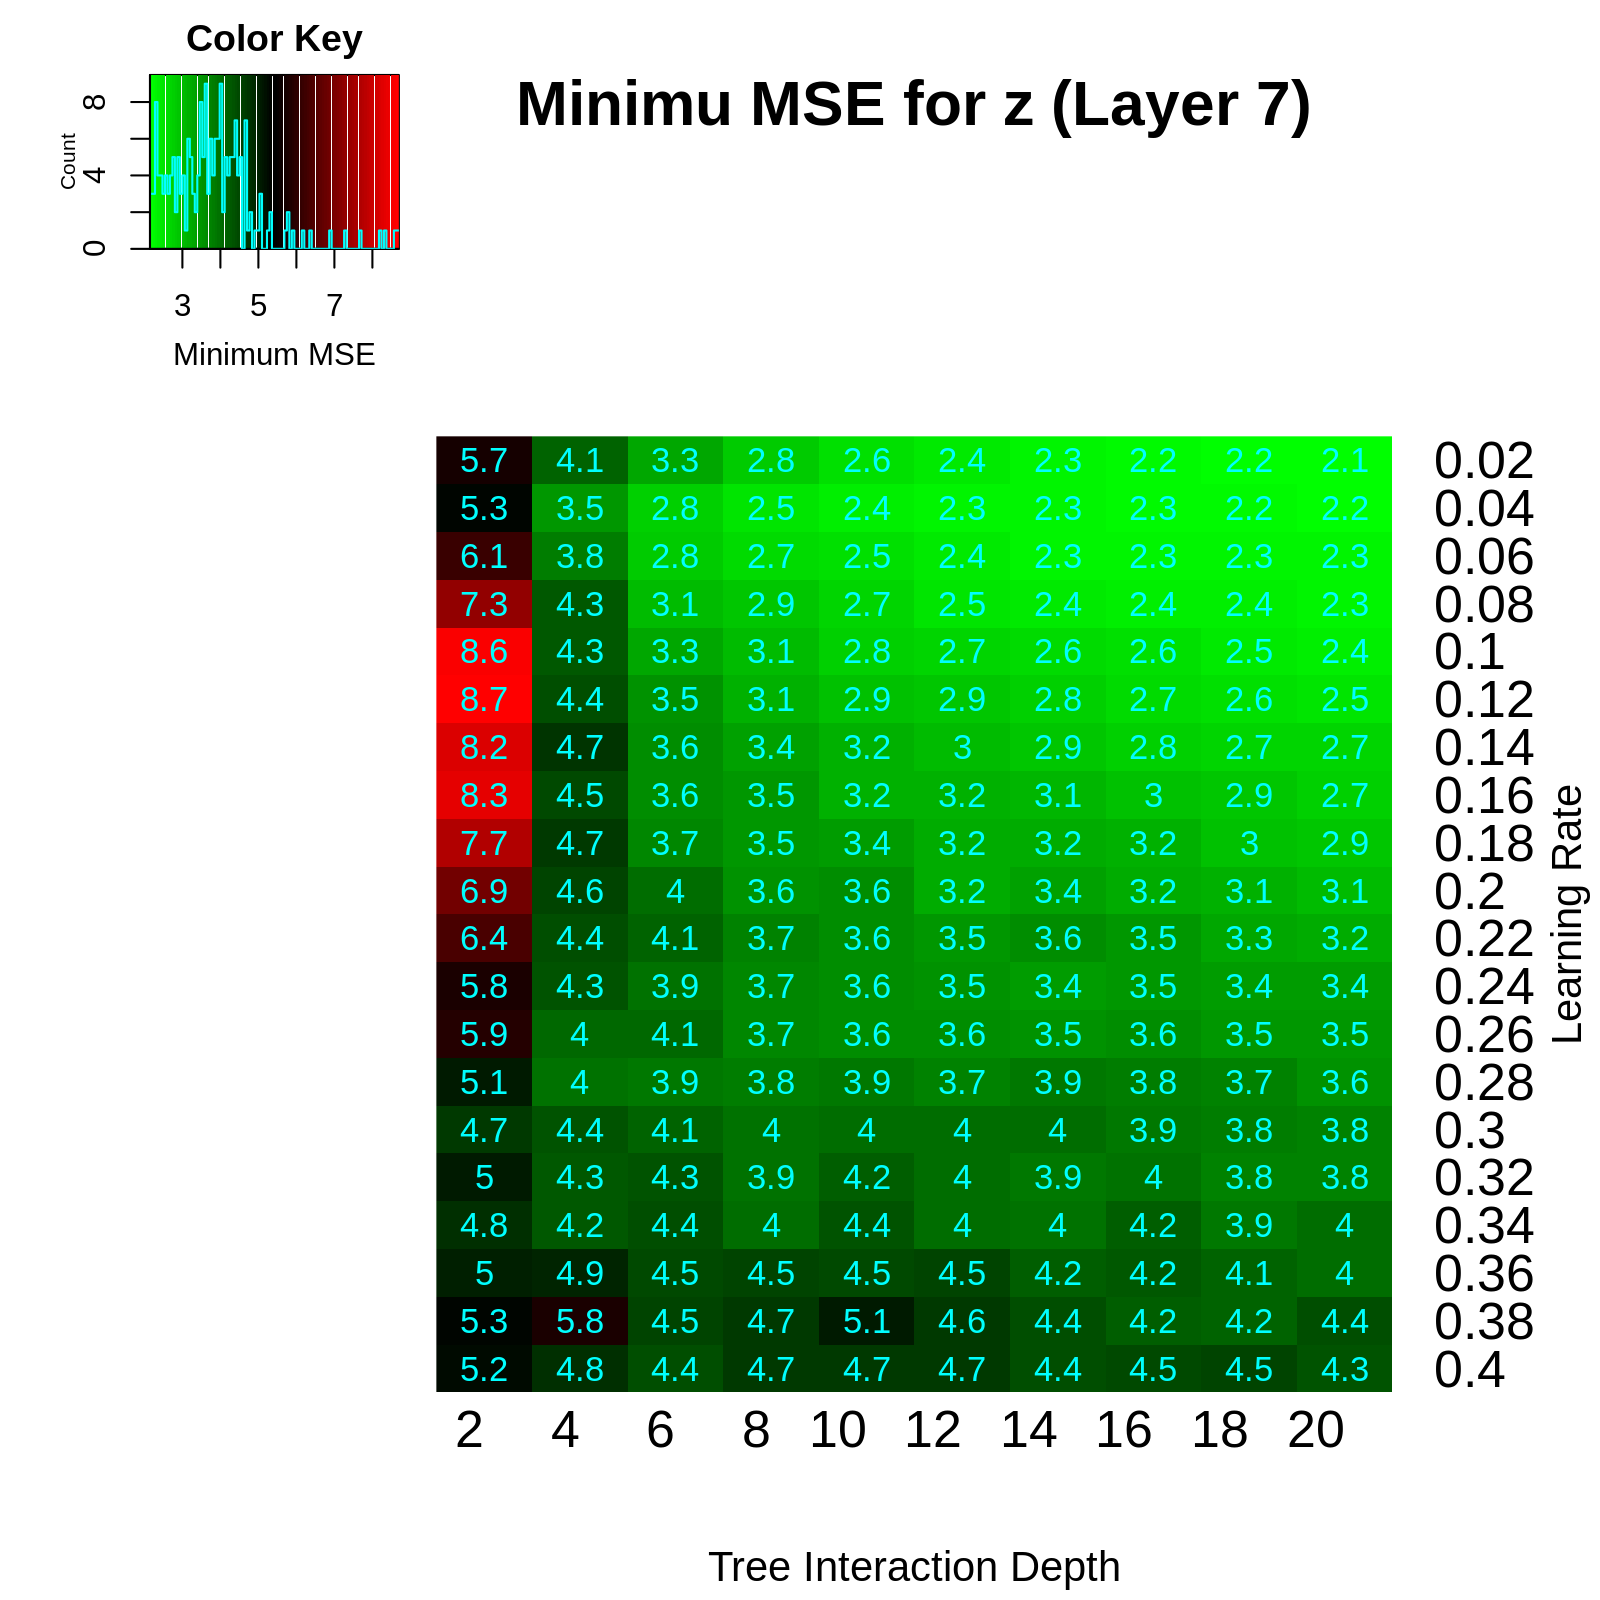 Color Key
Minimu MSE for z (Layer 7)
Count
0 4 8
3 5 7
Minimum MSE
5.7 4.1 3.3 2.8 2.6 2.4 2.3 2.2 2.2 2.1 0.02
5.3 3.5 2.8 2.5 2.4 2.3 2.3 2.3 2.2 2.2 0.04
6.1 3.8 2.8 2.7 2.5 2.4 2.3 2.3 2.3 2.3 0.06
7.3 4.3 3.1 2.9 2.7 2.5 2.4 2.4 2.4 2.3 0.08
8.6 4.3 3.3 3.1 2.8 2.7 2.6 2.6 2.5 2.4 0.1
8.7 4.4 3.5 3.1 2.9 2.9 2.8 2.7 2.6 2.5 0.12
8.2 4.7 3.6 3.4 3.2 3 2.9 2.8 2.7 2.7 0.14
8.3 4.5 3.6 3.5 3.2 3.2 3.1 3 2.9 2.7 0.16
7.7 4.7 3.7 3.5 3.4 3.2 3.2 3.2 3 2.9 0.18
6.9 4.6 4 3.6 3.6 3.2 3.4 3.2 3.1 3.1 0.2
6.4 4.4 4.1 3.7 3.6 3.5 3.6 3.5 3.3 3.2 0.22
5.8 4.3 3.9 3.7 3.6 3.5 3.4 3.5 3.4 3.4 0.24
5.9 4 4.1 3.7 3.6 3.6 3.5 3.6 3.5 3.5 0.26
5.1 4 3.9 3.8 3.9 3.7 3.9 3.8 3.7 3.6 0.28
4.7 4.4 4.1 4 4 4 4 3.9 3.8 3.8 0.3
5 4.3 4.3 3.9 4.2 4 3.9 4 3.8 3.8 0.32
4.8 4.2 4.4 4 4.4 4 4 4.2 3.9 4 0.34
5 4.9 4.5 4.5 4.5 4.5 4.2 4.2 4.1 4 0.36
5.3 5.8 4.5 4.7 5.1 4.6 4.4 4.2 4.2 4.4 0.38
5.2 4.8 4.4 4.7 4.7 4.7 4.4 4.5 4.5 4.3 0.4
Learning Rate
2 4 6 8 10 12 14 16 18 20
Tree Interaction Depth